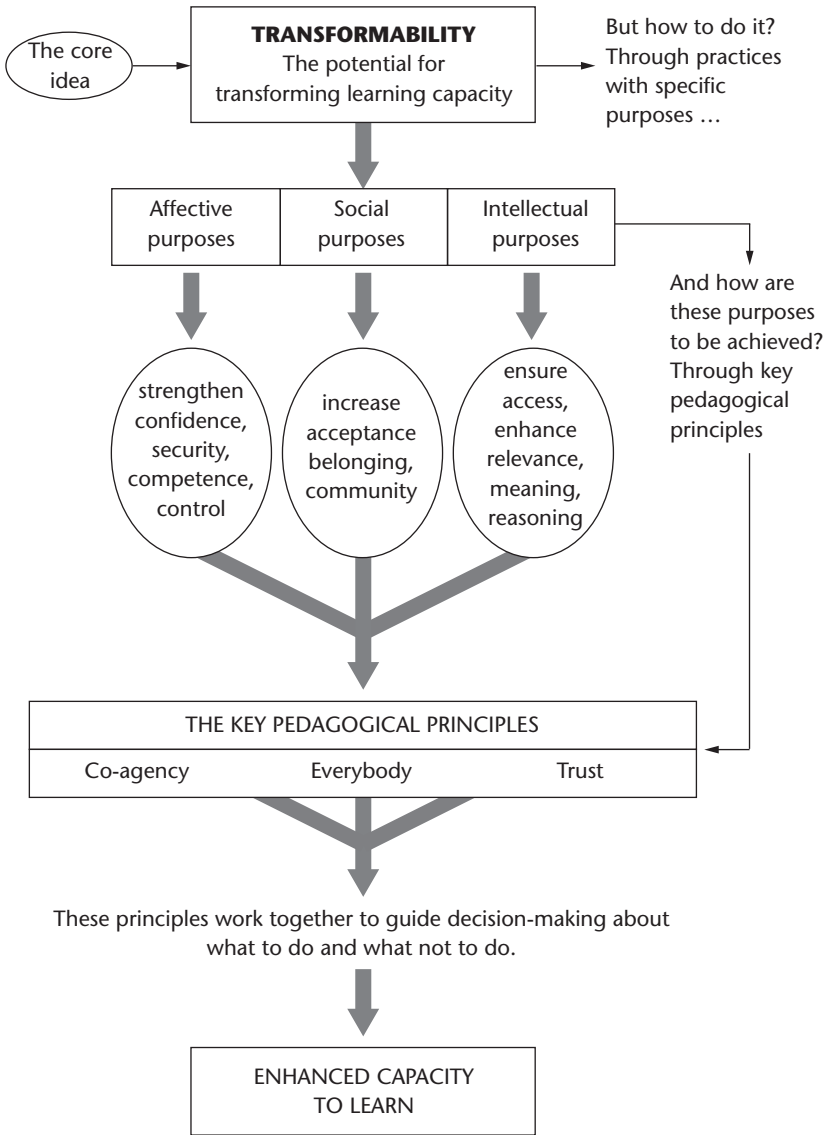 The core
idea
TRANSFORMABILITY
The potential for
transforming learning capacity
But how to do it?
Through practices
with specific
purposes …
Affective
purposes
Social
purposes
Intellectual
purposes
And how are
these purposes
to be achieved?
Through key
pedagogical
principles
strengthen
confidence,
security,
competence,
control
increase
acceptance
belonging,
community
ensure
access,
enhance
relevance,
meaning,
reasoning
THE KEY PEDAGOGICAL PRINCIPLES
Co-agency
Everybody
Trust
These principles work together to guide decision-making about
what to do and what not to do.
ENHANCED CAPACITY
TO LEARN